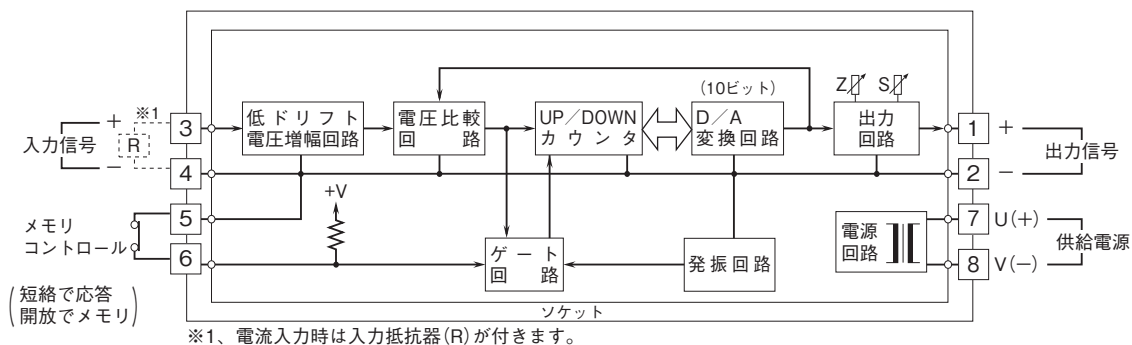 (10ビット)
Z
S
※1
+
3
低ドリフト
電圧増幅回路
電圧比較
回路
UP／DOWN
カウンタ
D／A
変換回路
出力
回路
1
+
入力信号
R
出力信号
−
4
2
−
+V
5
7
U(+)
メモリ
コントロール
電源
回路
供給電源
6
ゲート
回路
発振回路
8
V(−)
(短絡で応答
開放でメモリ)
ソケット
※1、電流入力時は入力抵抗器(R)が付きます。